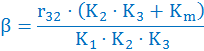 β = r₃₂ · (K₂ · K₃ + Kₘ) / K₁ · K₂ · K₃